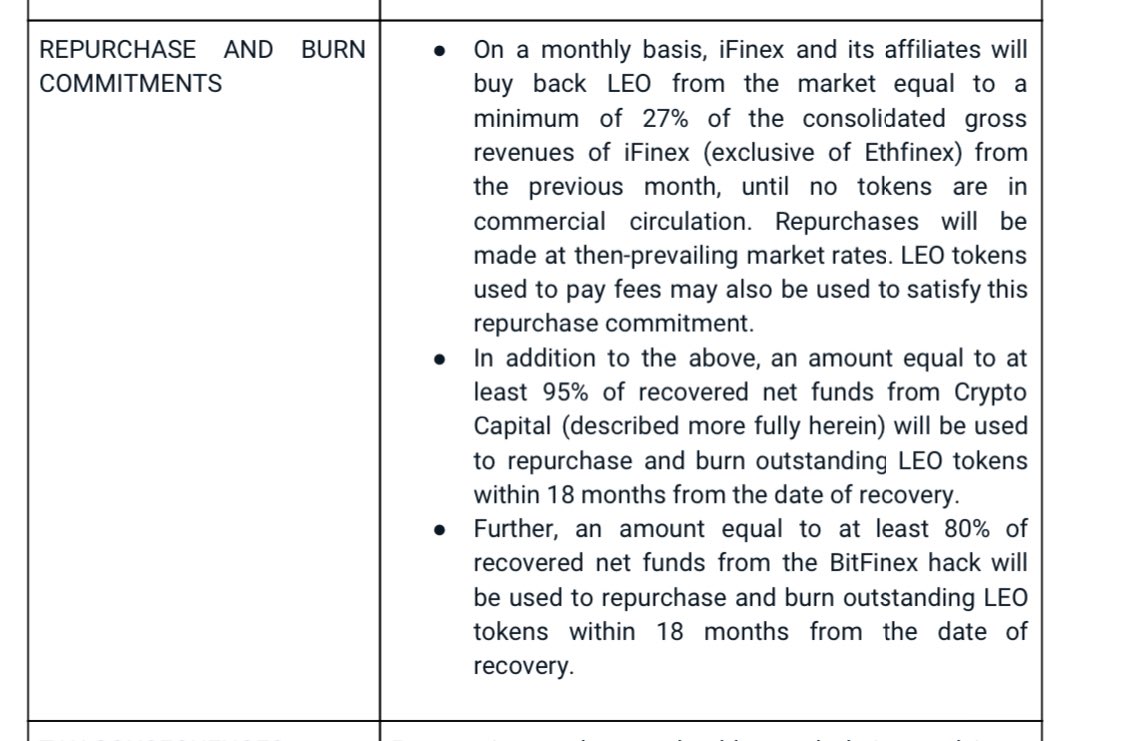 REPURCHASE AND BURN
COMMITMENTS
● On a monthly basis, iFinex and its affiliates will
buy back LEO from the market equal to a
minimum of 27% of the consolidated gross
revenues of iFinex (exclusive of Ethfinex) from
the previous month, until no tokens are in
commercial circulation. Repurchases will be
made at then-prevailing market rates. LEO tokens
used to pay fees may also be used to satisfy this
repurchase commitment.
● In addition to the above, an amount equal to at
least 95% of recovered net funds from Crypto
Capital (described more fully herein) will be used
to repurchase and burn outstanding LEO tokens
within 18 months from the date of recovery.
● Further, an amount equal to at least 80% of
recovered net funds from the BitFinex hack will
be used to repurchase and burn outstanding LEO
tokens within 18 months from the date of
recovery.